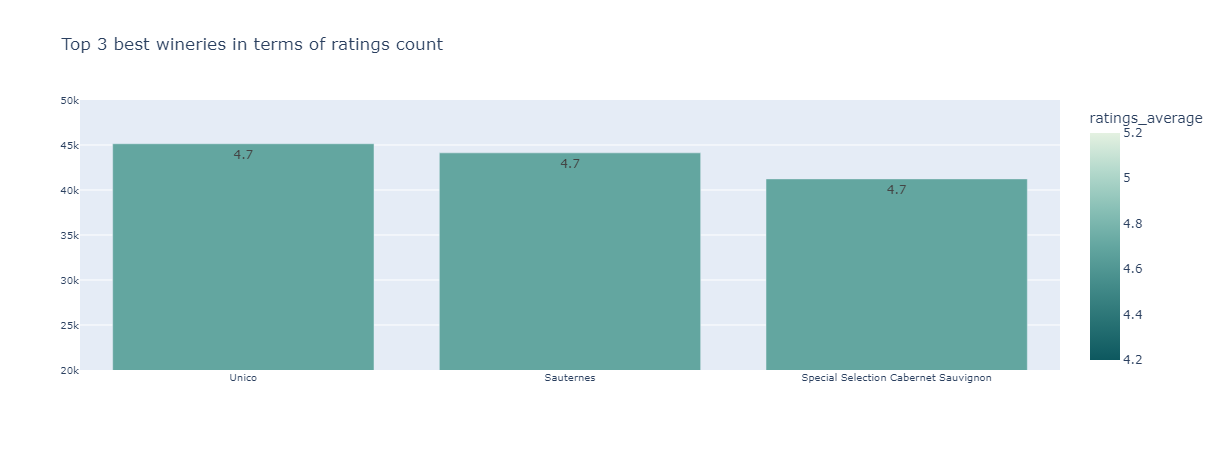 Top 3 best wineries in terms of ratings count
50k
45k
40k
35k
30k
25k
20k
4.7
4.7
4.7
Unico
Sauternes
Special Selection Cabernet Sauvignon
ratings_average
5.2
5
4.8
4.6
4.4
4.2